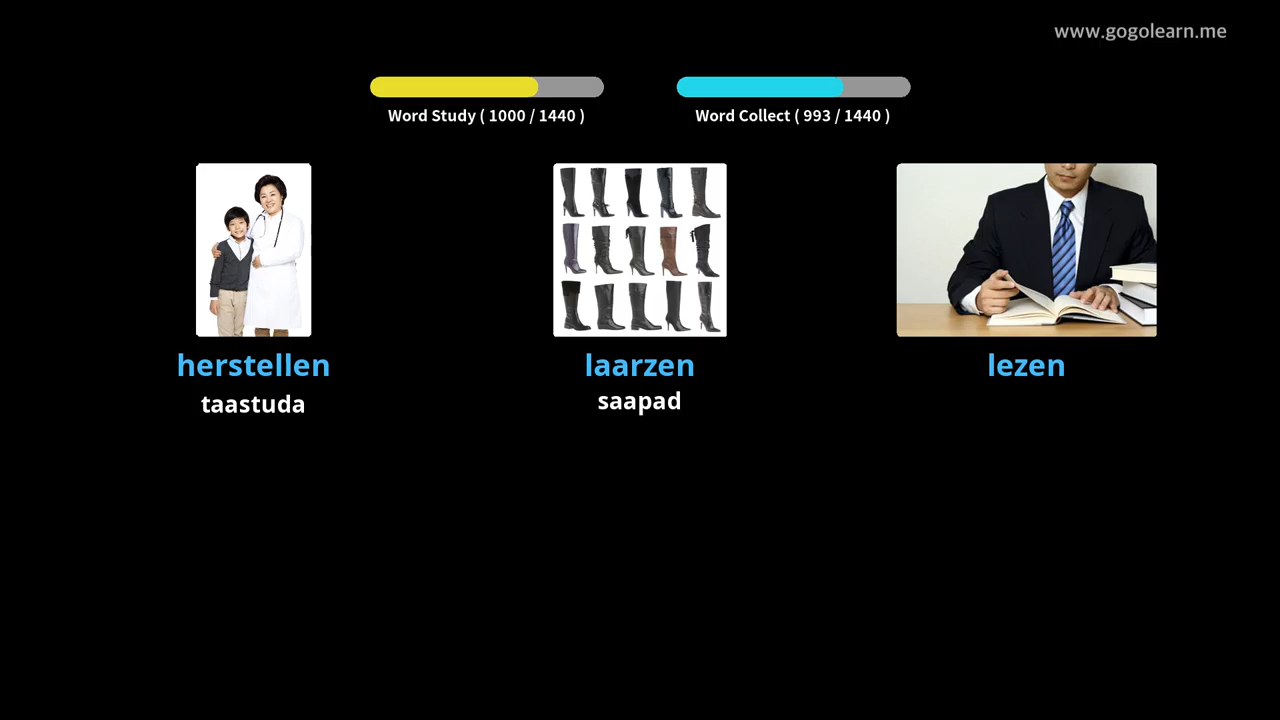 www.gogolearn.me
Word Study ( 1000 / 1440 )
Word Collect ( 993 / 1440 )
herstellen
taastuda
laarzen
saapad
lezen